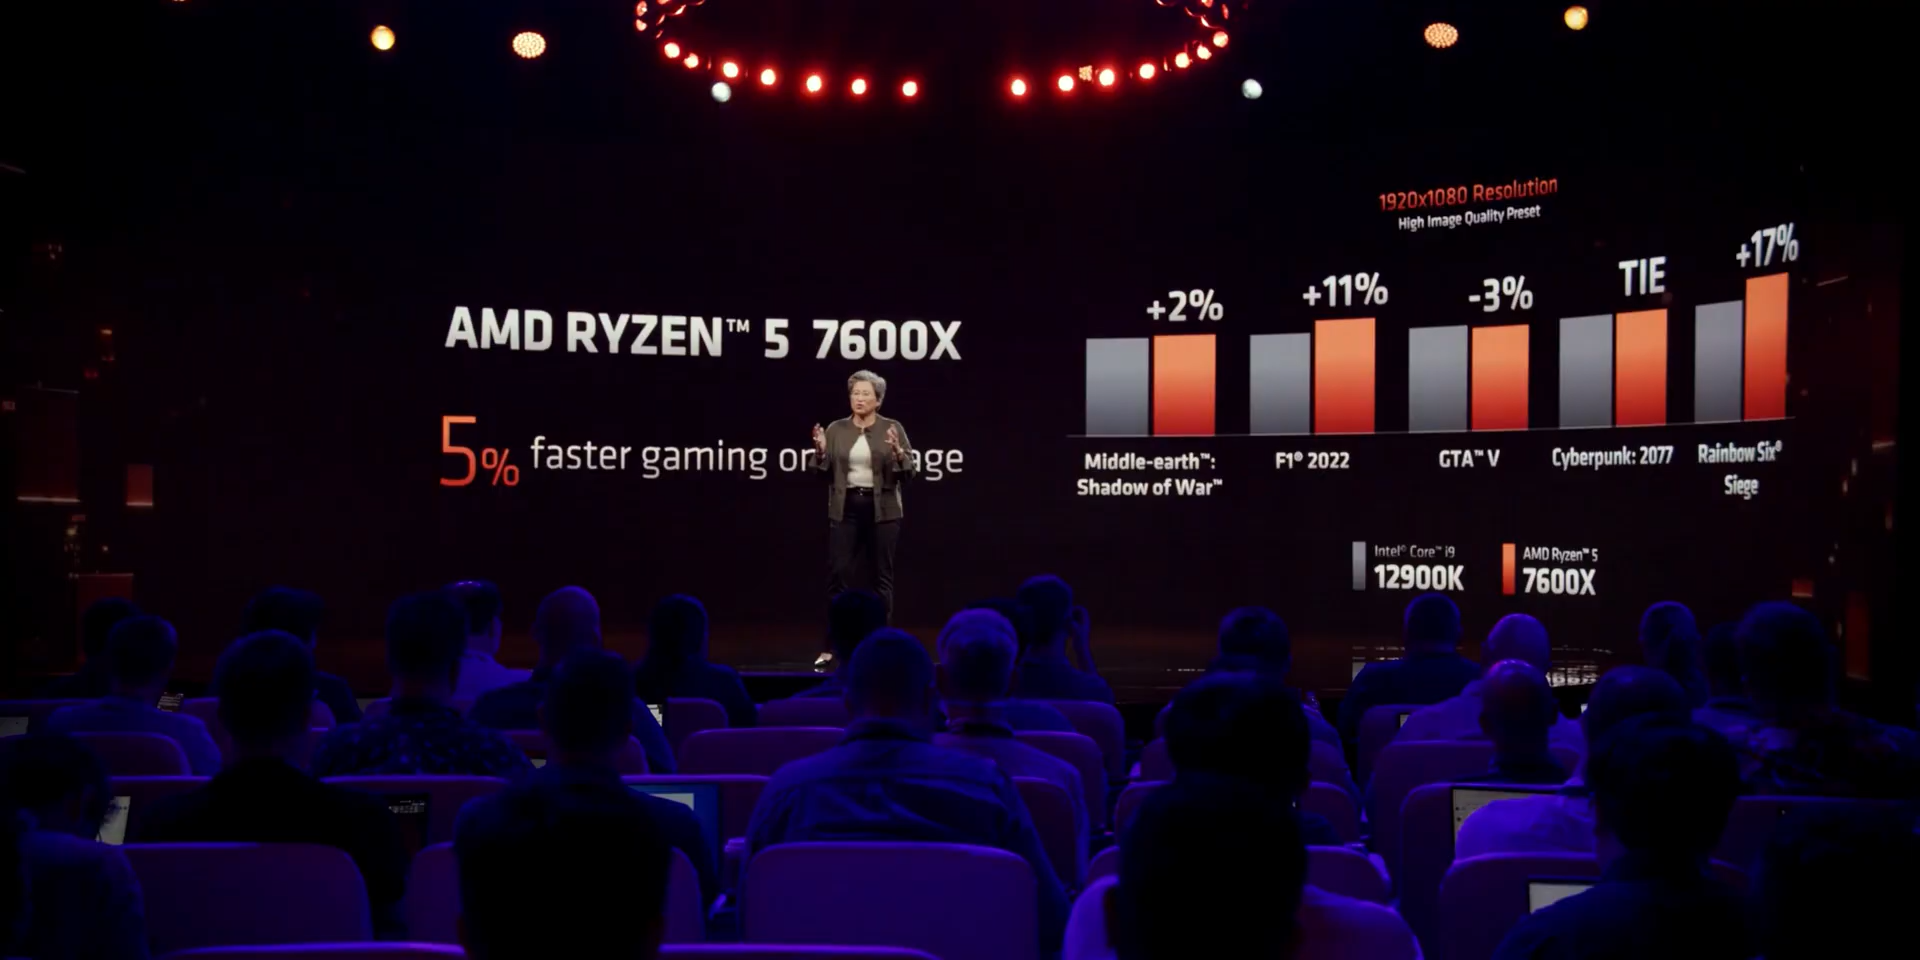 AMD RYZEN™ 5 7600X
5% faster gaming on age
1920x1080 Resolution
High Image Quality Preset
+2%
+11%
-3%
TIE
+17%
Middle-earth™:
Shadow of War™
F1® 2022
GTA™ V
Cyberpunk: 2077
Rainbow Six®
Siege
Intel® Core™ i9
12900K
AMD Ryzen™ 5
7600X